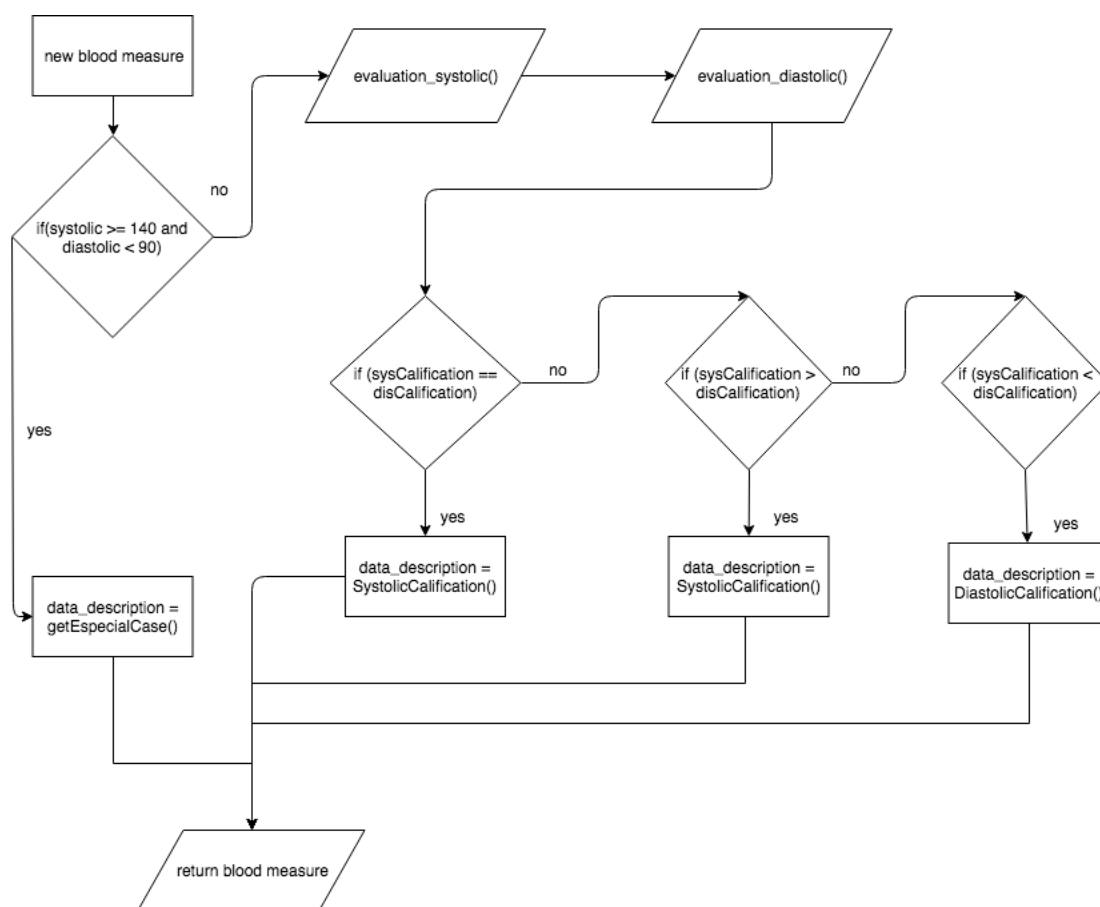 new blood measure
evaluation_systolic()
evaluation_diastolic()
no
if(systolic >= 140 and
diastolic < 90)
if (sysCalification ==
disCalification)
no
if (sysCalification >
disCalification)
no
if (sysCalification <
disCalification)
yes
yes
yes
yes
data_description =
SystolicCalification()
data_description =
SystolicCalification()
data_description =
DiastolicCalification()
data_description =
getEspecialCase()
return blood measure